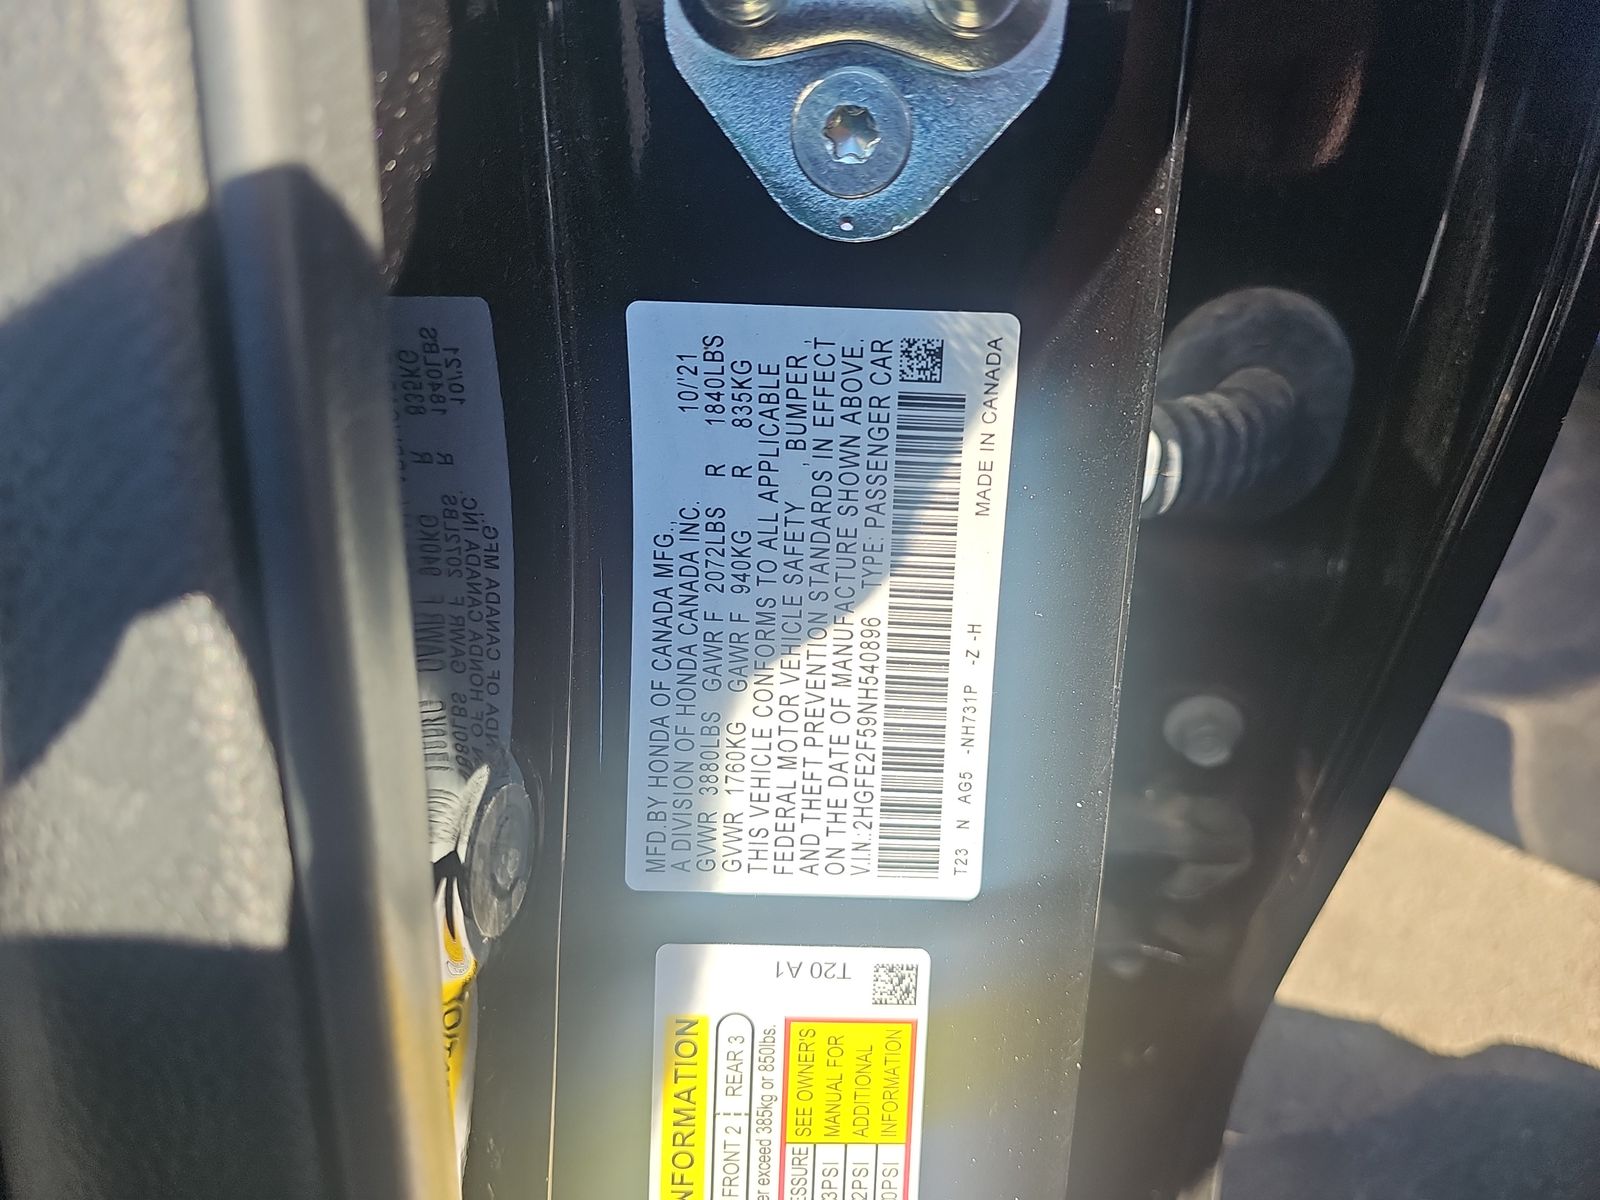 MFD.BY HONDA OF CANADA MFG.,
A DIVISION OF HONDA CANADA INC. 10/'21
GVWR 3880LBS GAWR F 2072LBS R 1840LBS
GVWR 1760KG GAWR F 940KG R 835KG
THIS VEHICLE CONFORMS TO ALL APPLICABLE
FEDERAL MOTOR VEHICLE SAFETY, BUMPER,
AND THEFT PREVENTION STANDARDS, IN EFFECT
ON THE DATE OF MANUFACTURE SHOWN ABOVE.
V.I.N.:2HGFE2F59NH540896 TYPE: PASSENGER CAR
T23 N AG5 -NH731P -Z -H
MADE IN CANADA
T20 A1
FORMATION
FRONT 2 REAR 3
exceed 385kg or 850lbs.
SEE OWNER'S
MANUAL FOR
ADDITIONAL
INFORMATION